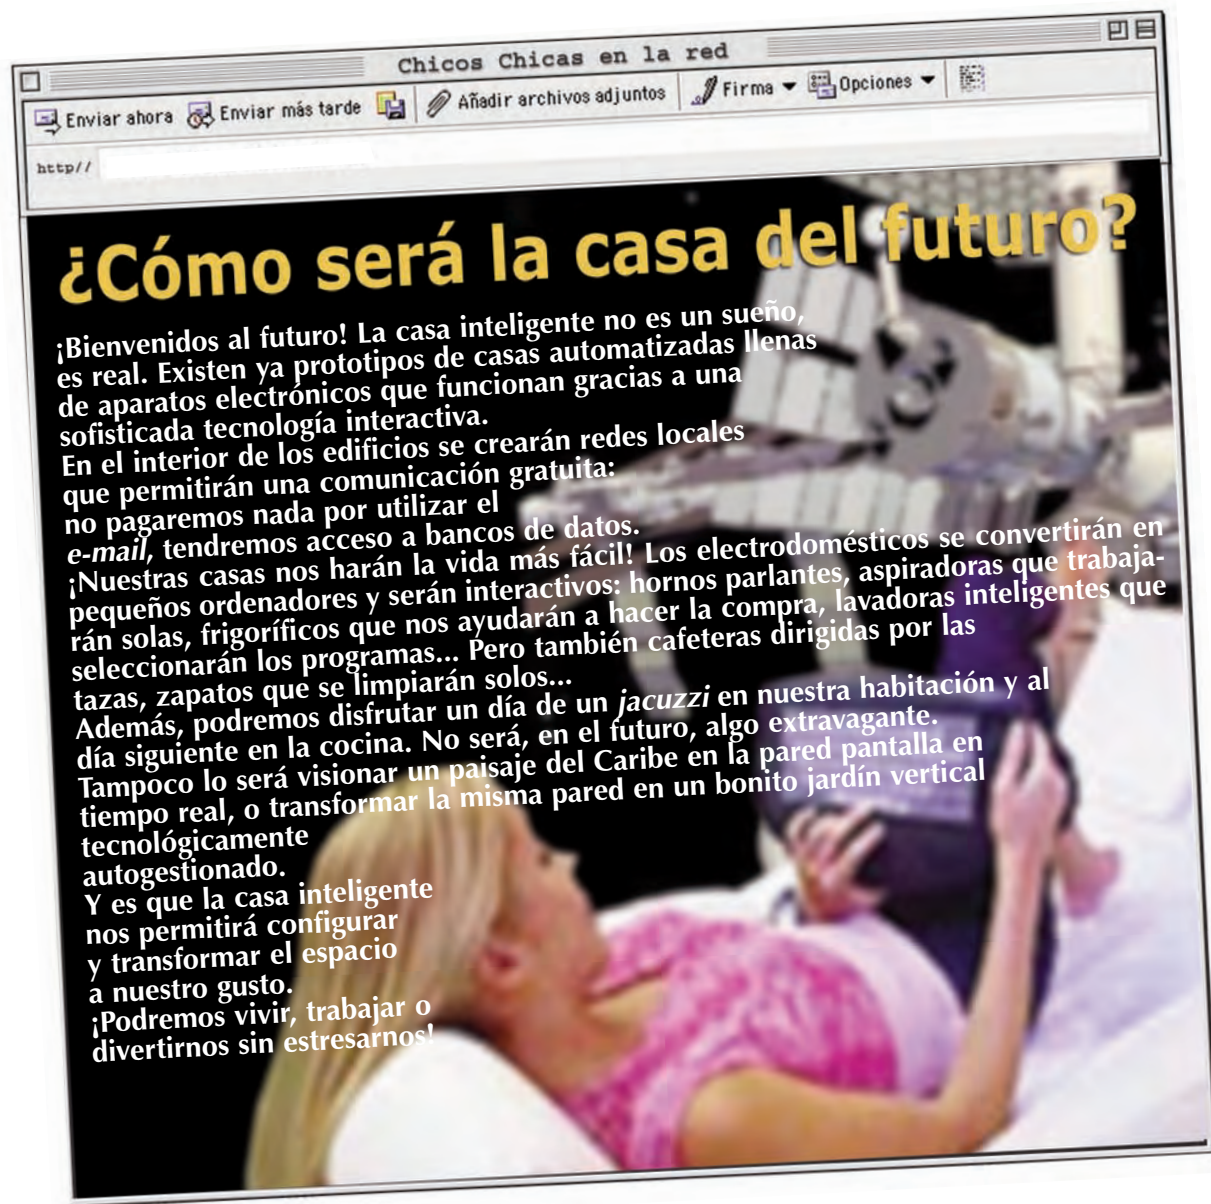 Chicos Chicas en la red
Enviar ahora Enviar más tarde Añadir archivos adjuntos Firma Opciones
http//
¿Cómo será la casa del futuro?
¡Bienvenidos al futuro! La casa inteligente no es un sueño,
es real. Existen ya prototipos de casas automatizadas llenas
de aparatos electrónicos que funcionan gracias a una
sofisticada tecnología interactiva.
En el interior de los edificios se crearán redes locales
que permitirán una comunicación gratuita:
no pagaremos nada por utilizar el
e-mail, tendremos acceso a bancos de datos.
¡Nuestras casas nos harán la vida más fácil! Los electrodomésticos se convertirán en
pequeños ordenadores y serán interactivos: hornos parlantes, aspiradoras que trabaja-
rán solas, frigoríficos que nos ayudarán a hacer la compra, lavadoras inteligentes que
seleccionarán los programas... Pero también cafeteras dirigidas por las
tazas, zapatos que se limpiarán solos...
Además, podremos disfrutar un día de un jacuzzi en nuestra habitación y al
día siguiente en la cocina. No será, en el futuro, algo extravagante.
Tampoco lo será visionar un paisaje del Caribe en la pared pantalla en
tiempo real, o transformar la misma pared en un bonito jardín vertical
tecnológicamente
autogestionado.
Y es que la casa inteligente
nos permitirá configurar
y transformar el espacio
a nuestro gusto.
¡Podremos vivir, trabajar o
divertirnos sin estresarnos!